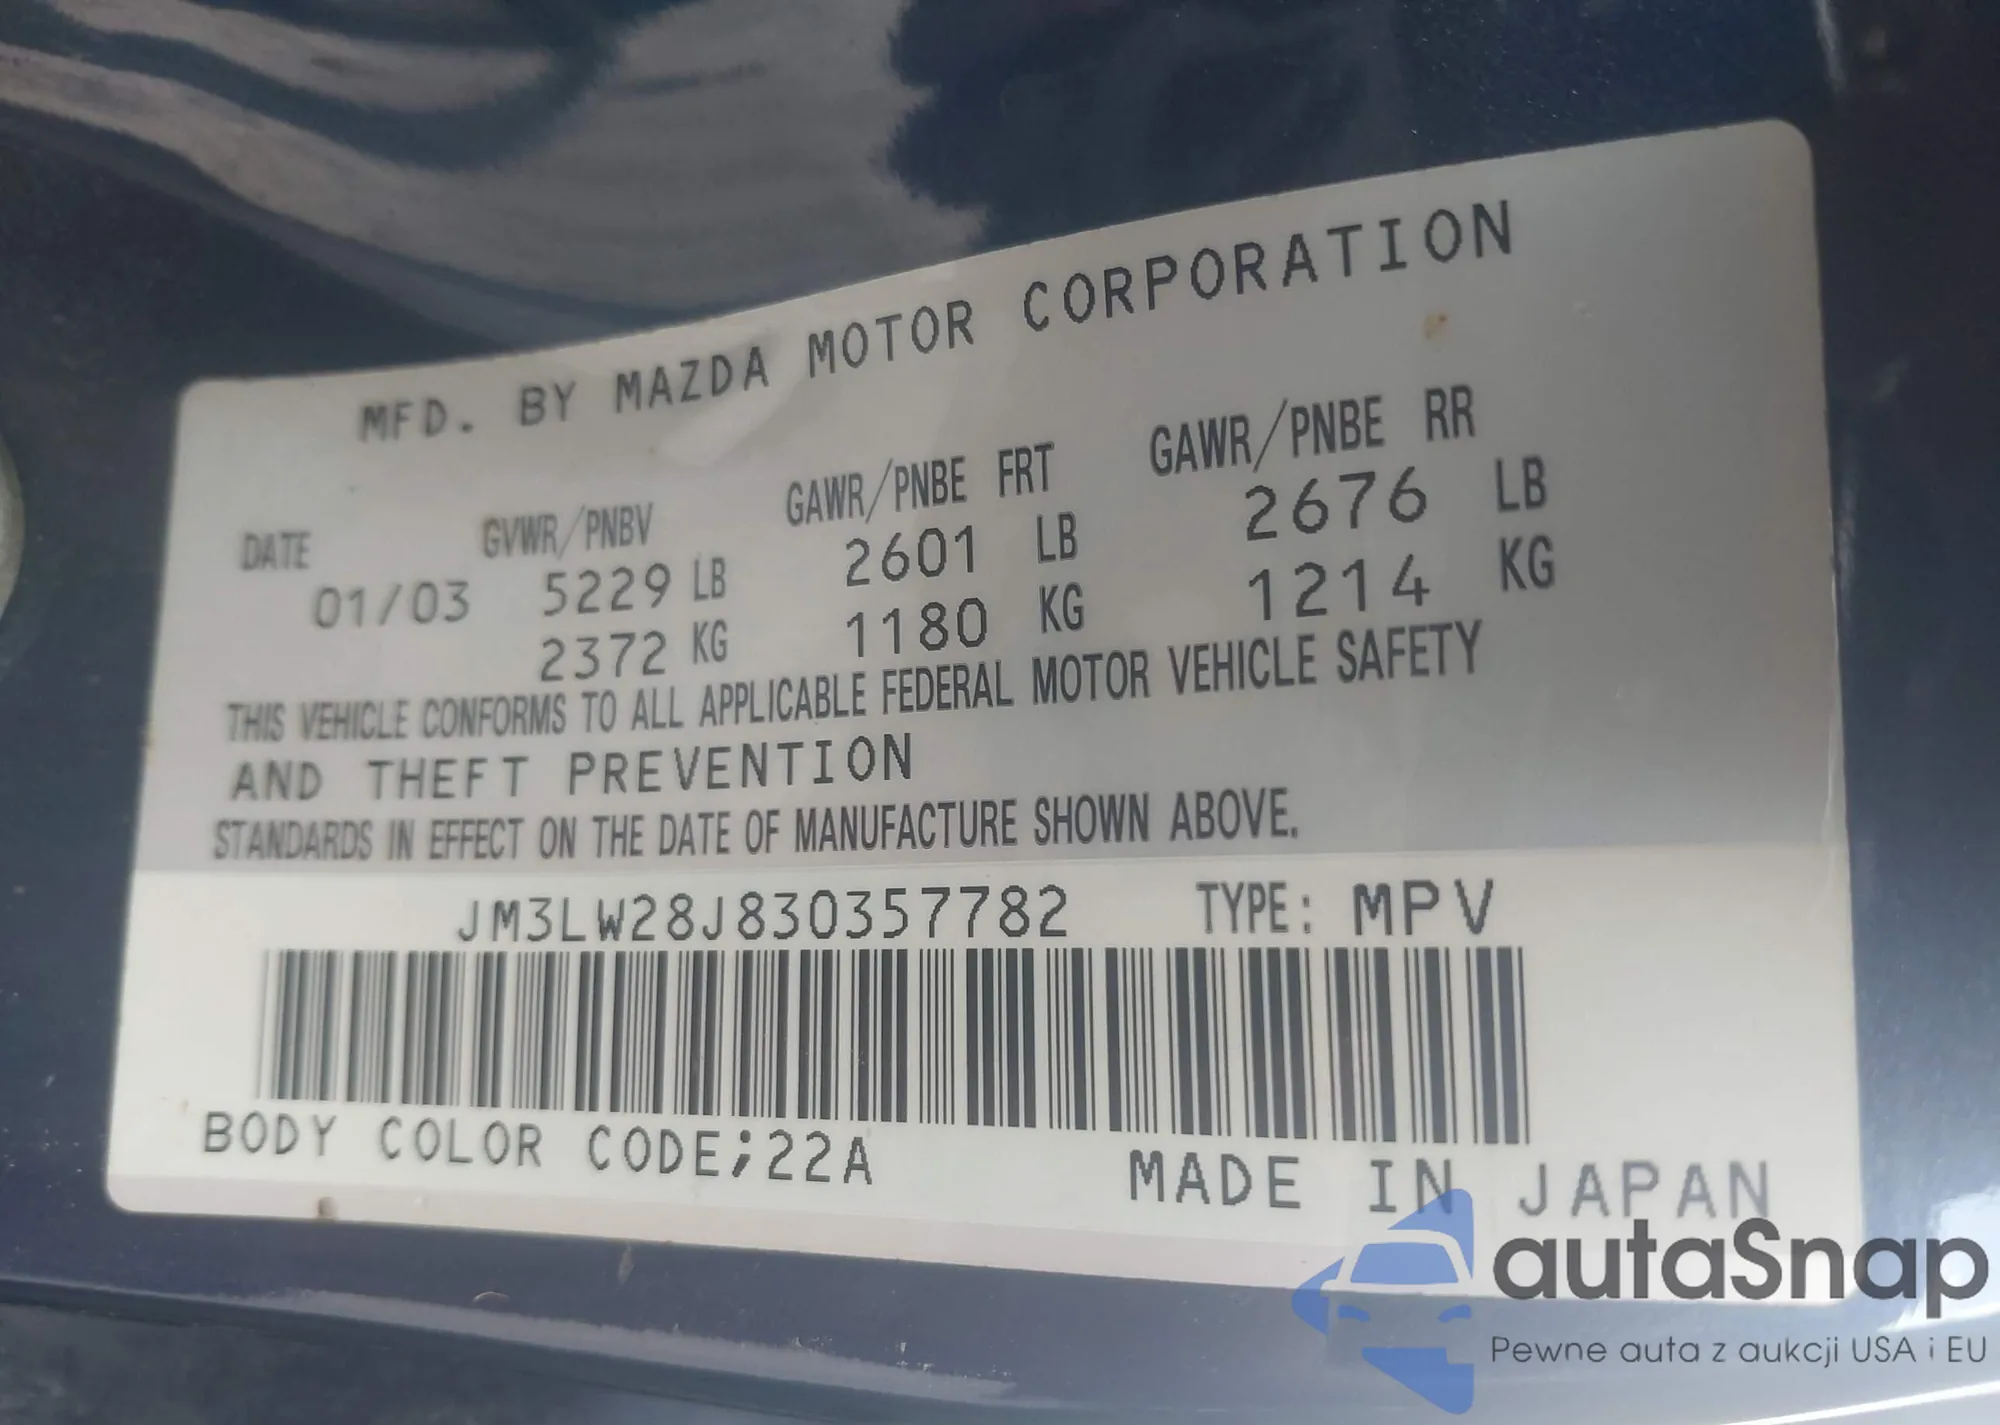 MFD. BY MAZDA MOTOR CORPORATION
DATE GVWR/PNBV GAWR/PNBE FRT GAWR/PNBE RR
01/03 5229 LB 2601 LB 2676 LB
2372 KG 1180 KG 1214 KG
THIS VEHICLE CONFORMS TO ALL APPLICABLE FEDERAL MOTOR VEHICLE SAFETY
AND THEFT PREVENTION
STANDARDS IN EFFECT ON THE DATE OF MANUFACTURE SHOWN ABOVE.
JM3LW28J830357782 TYPE: MPV
BODY COLOR CODE;22A
MADE IN JAPAN
autaSnap
Pewne auta z aukcji USA i EU